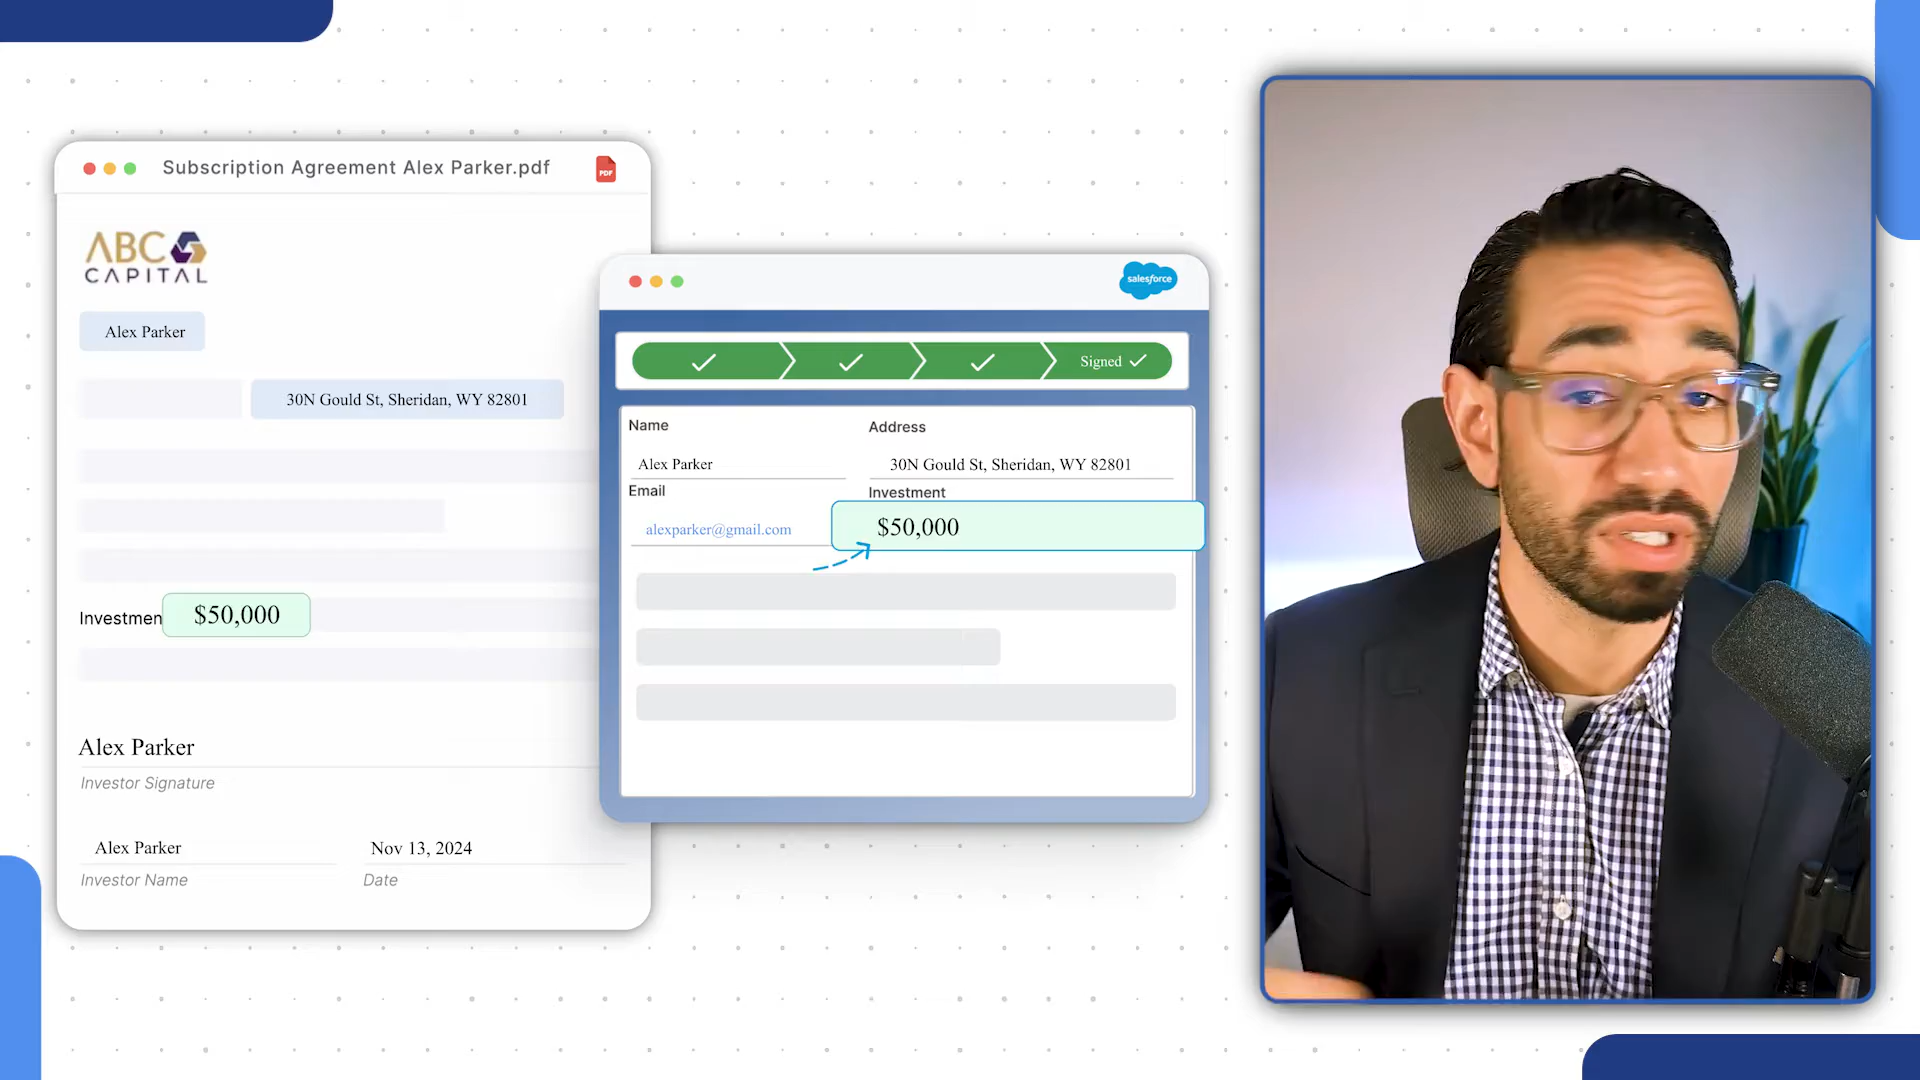 Subscription Agreement Alex Parker.pdf
PDF
ABC
CAPITAL
Alex Parker
30N Gould St, Sheridan, WY 82801
Investmen
$50,000
Alex Parker
Investor Signature
Alex Parker
Nov 13, 2024
Investor Name
Date
salesforce
Signed
Name
Address
Alex Parker
30N Gould St, Sheridan, WY 82801
Email
Investment
alexparker@gmail.com
$50,000